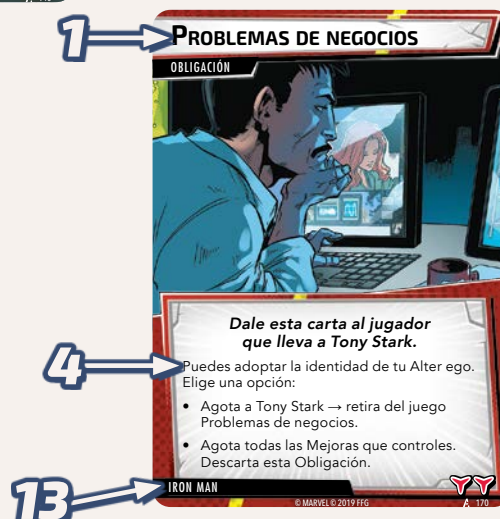 1
PROBLEMAS DE NEGOCIOS
OBLIGACIÓN
Dale esta carta al jugador
que lleva a Tony Stark.
4
Puedes adoptar la identidad de tu Alter ego.
Elige una opción:
• Agota a Tony Stark → retira del juego
Problemas de negocios.
• Agota todas las Mejoras que controles.
Descarta esta Obligación.
13
IRON MAN
© MARVEL © 2019 FFG
170